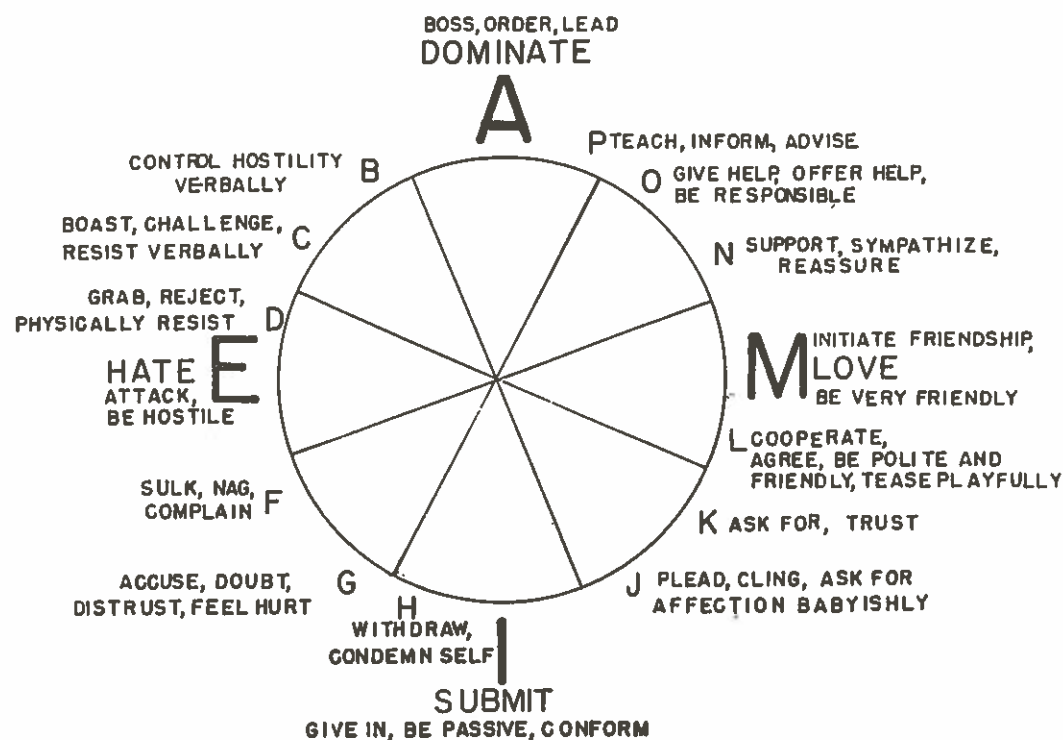 BOSS, ORDER, LEAD
DOMINATE
A
P TEACH, INFORM, ADVISE
O GIVE HELP, OFFER HELP,
BE RESPONSIBLE
N SUPPORT, SYMPATHIZE,
REASSURE
M INITIATE FRIENDSHIP,
LOVE
BE VERY FRIENDLY
L COOPERATE,
AGREE, BE POLITE AND
FRIENDLY, TEASE PLAYFULLY
K ASK FOR, TRUST
J PLEAD, CLING, ASK FOR
AFFECTION BABYISHLY
I
SUBMIT
GIVE IN, BE PASSIVE, CONFORM
H
WITHDRAW,
CONDEMN SELF
G
ACCUSE, DOUBT,
DISTRUST, FEEL HURT
SULK, NAG,
COMPLAIN F
HATE E
ATTACK,
BE HOSTILE
GRAB, REJECT,
PHYSICALLY RESIST D
BOAST, CHALLENGE,
RESIST VERBALLY C
CONTROL HOSTILITY
VERBALLY B